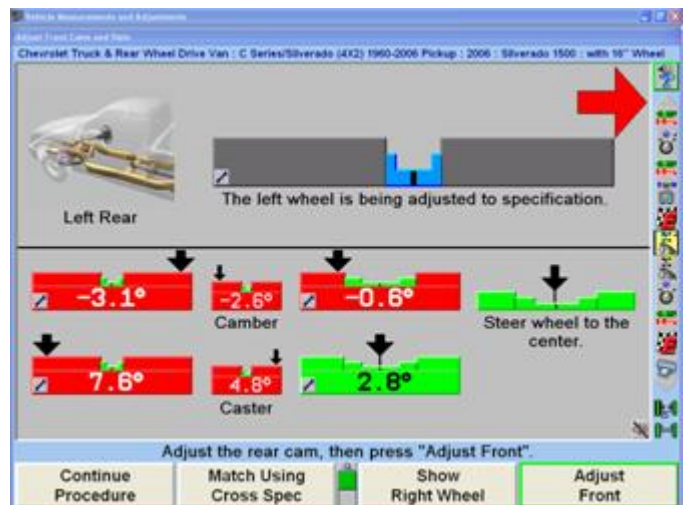 Vehicle Measurements and Adjustments
Adjust Front Cams and Slots
Chevrolet Truck & Rear Wheel Drive Van : C Series/Silverado (4X2) 1960-2006 Pickup : 2006 : Silverado 1500 : with 16" Wheel
Left Rear
The left wheel is being adjusted to specification.
-3.1°
-2.6°
-0.6°
Camber
Steer wheel to the
center.
7.6°
4.8°
2.8°
Caster
Adjust the rear cam, then press "Adjust Front".
Continue
Procedure
Match Using
Cross Spec
Show
Right Wheel
Adjust
Front